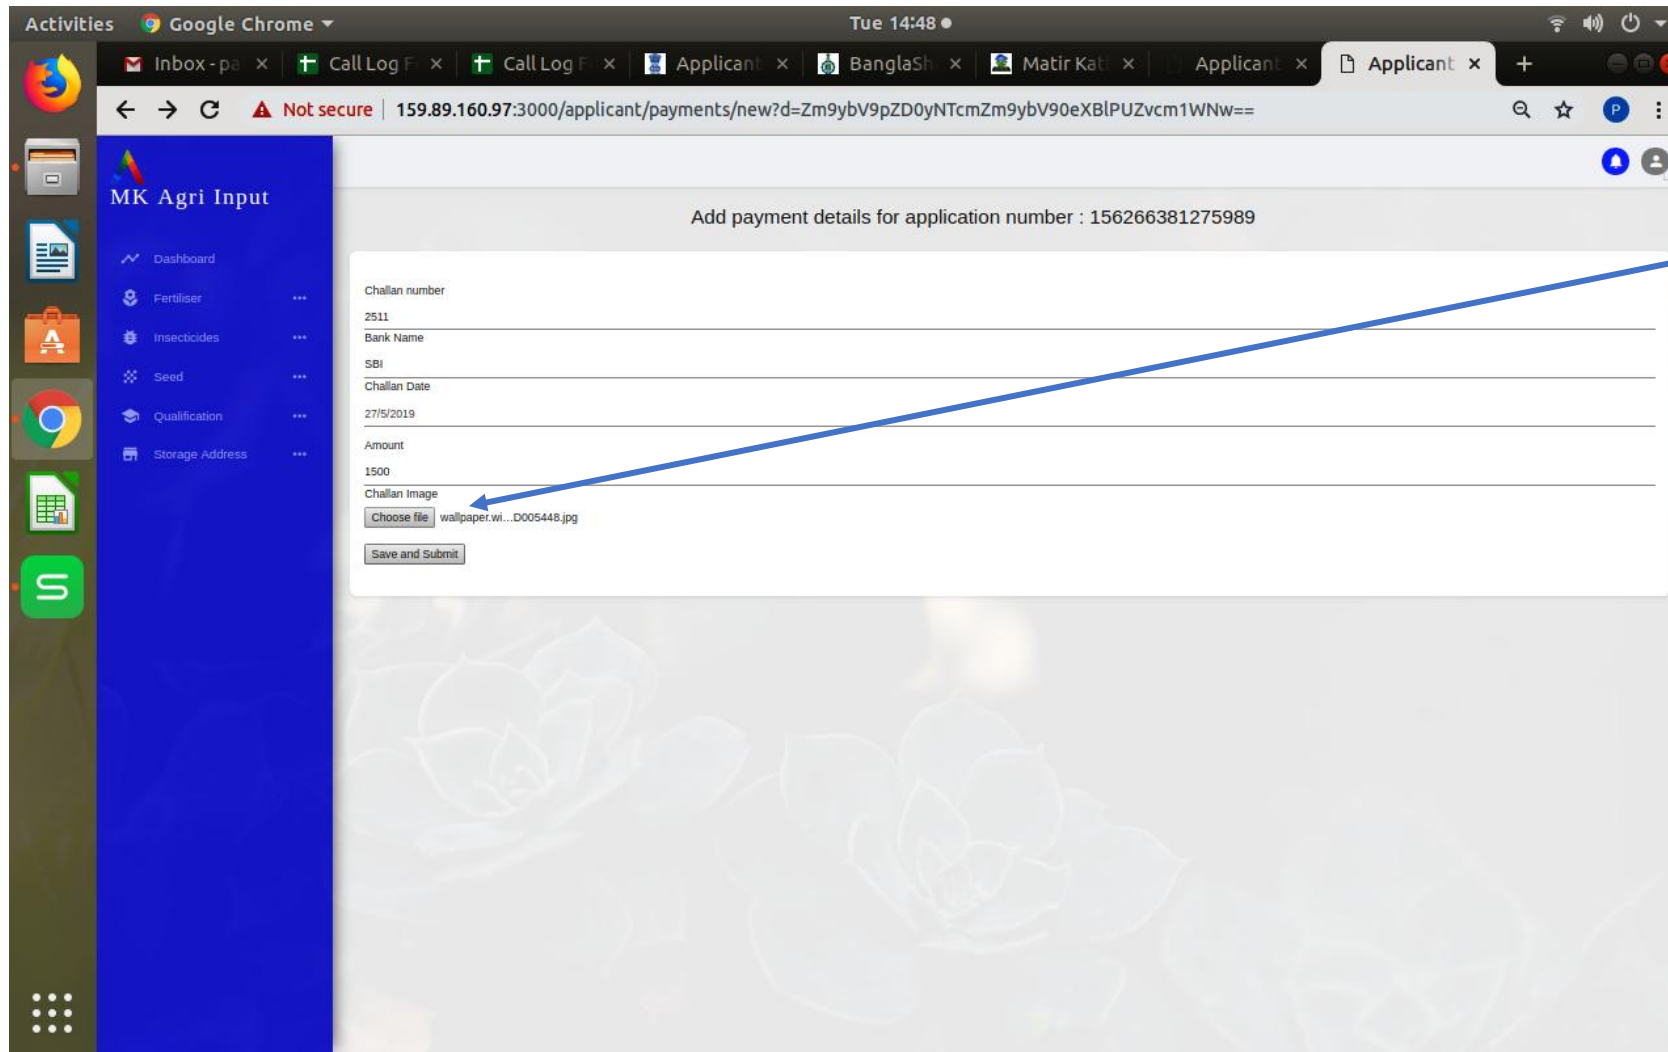 Activities Google Chrome Tue 14:48
Inbox - pa Call Log F Call Log F Applicant BanglaSh Matir Kat Applicant Applicant
Not secure 159.89.160.97:3000/applicant/payments/new?d=Zm9ybV9pZD0yNTcmZm9ybV90eXBlPUZvcm1WNw== P
MK Agri Input
Add payment details for application number : 156266381275989
Dashboard
Fertiliser
Insecticides
Seed
Qualification
Storage Address
Challan number
2511
Bank Name
SBI
Challan Date
27/5/2019
Amount
1500
Challan Image
Choose file wallpaper.wi...D005448.jpg
Save and Submit